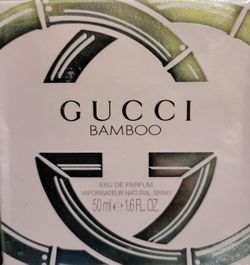 GUCCI
BAMBOO
EAU DE PARFUM
VAPORISATEUR NATURAL SPRAY
50 ml e 1.6 FL. OZ.